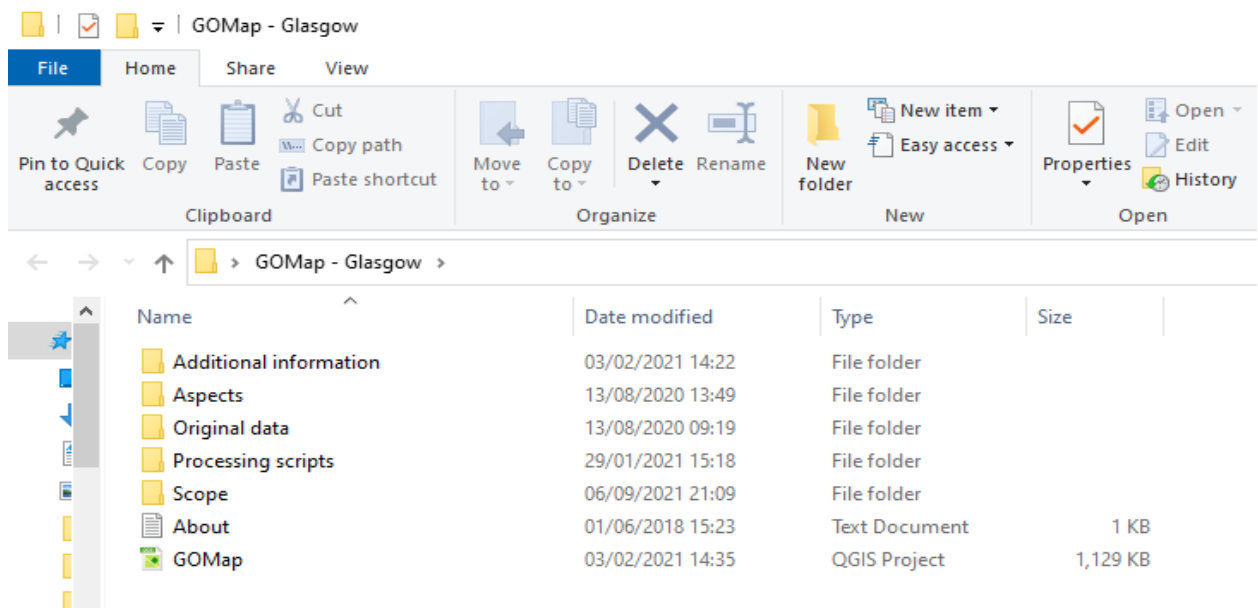 GOMap - Glasgow
File Home Share View
Pin to Quick access
Copy
Paste
Cut
Copy path
Paste shortcut
Clipboard
Move to
Copy to
Delete
Rename
Organize
New folder
New item
Easy access
New
Properties
Open
Edit
History
Open
GOMap - Glasgow
Name Date modified Type Size
Additional information 03/02/2021 14:22 File folder
Aspects 13/08/2020 13:49 File folder
Original data 13/08/2020 09:19 File folder
Processing scripts 29/01/2021 15:18 File folder
Scope 06/09/2021 21:09 File folder
About 01/06/2018 15:23 Text Document 1 KB
GOMap 03/02/2021 14:35 QGIS Project 1,129 KB